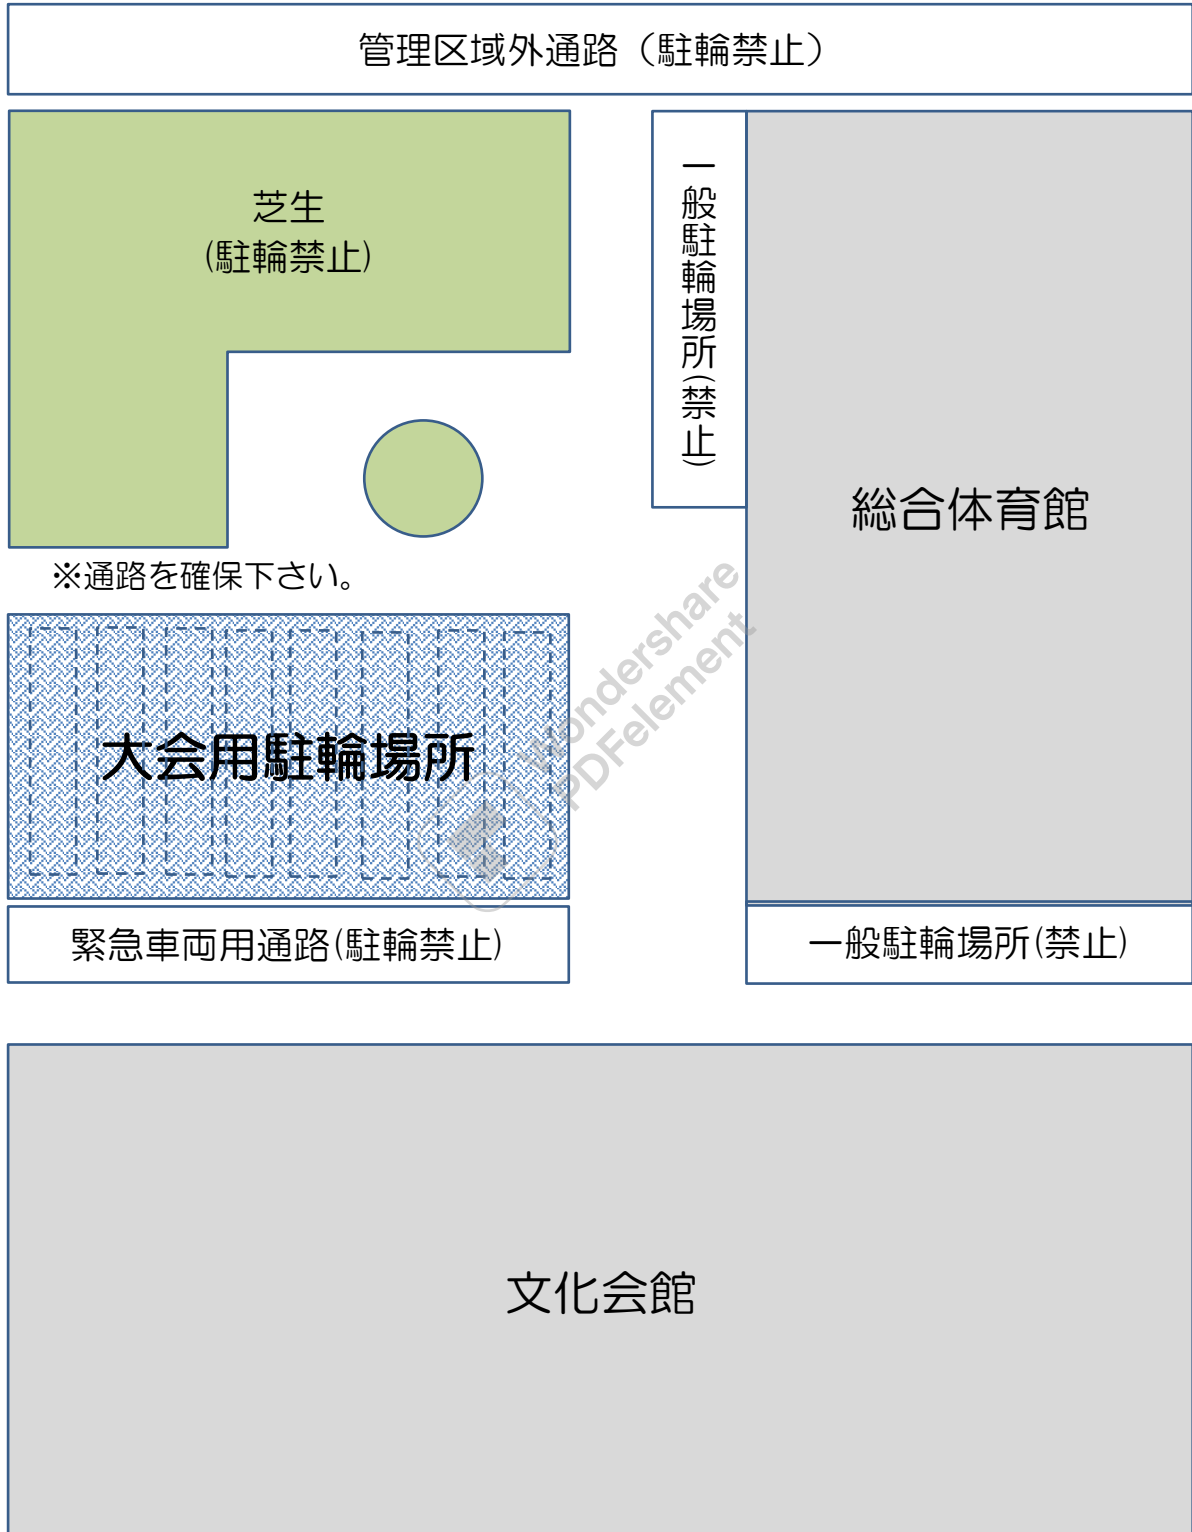 管理区域外通路（駐輪禁止）
芝生
(駐輪禁止)
一般駐輪場所(禁止)
総合体育館
※通路を確保下さい。
大会用駐輪場所
Wondershare
PDFelement
緊急車両用通路(駐輪禁止)
一般駐輪場所(禁止)
文化会館